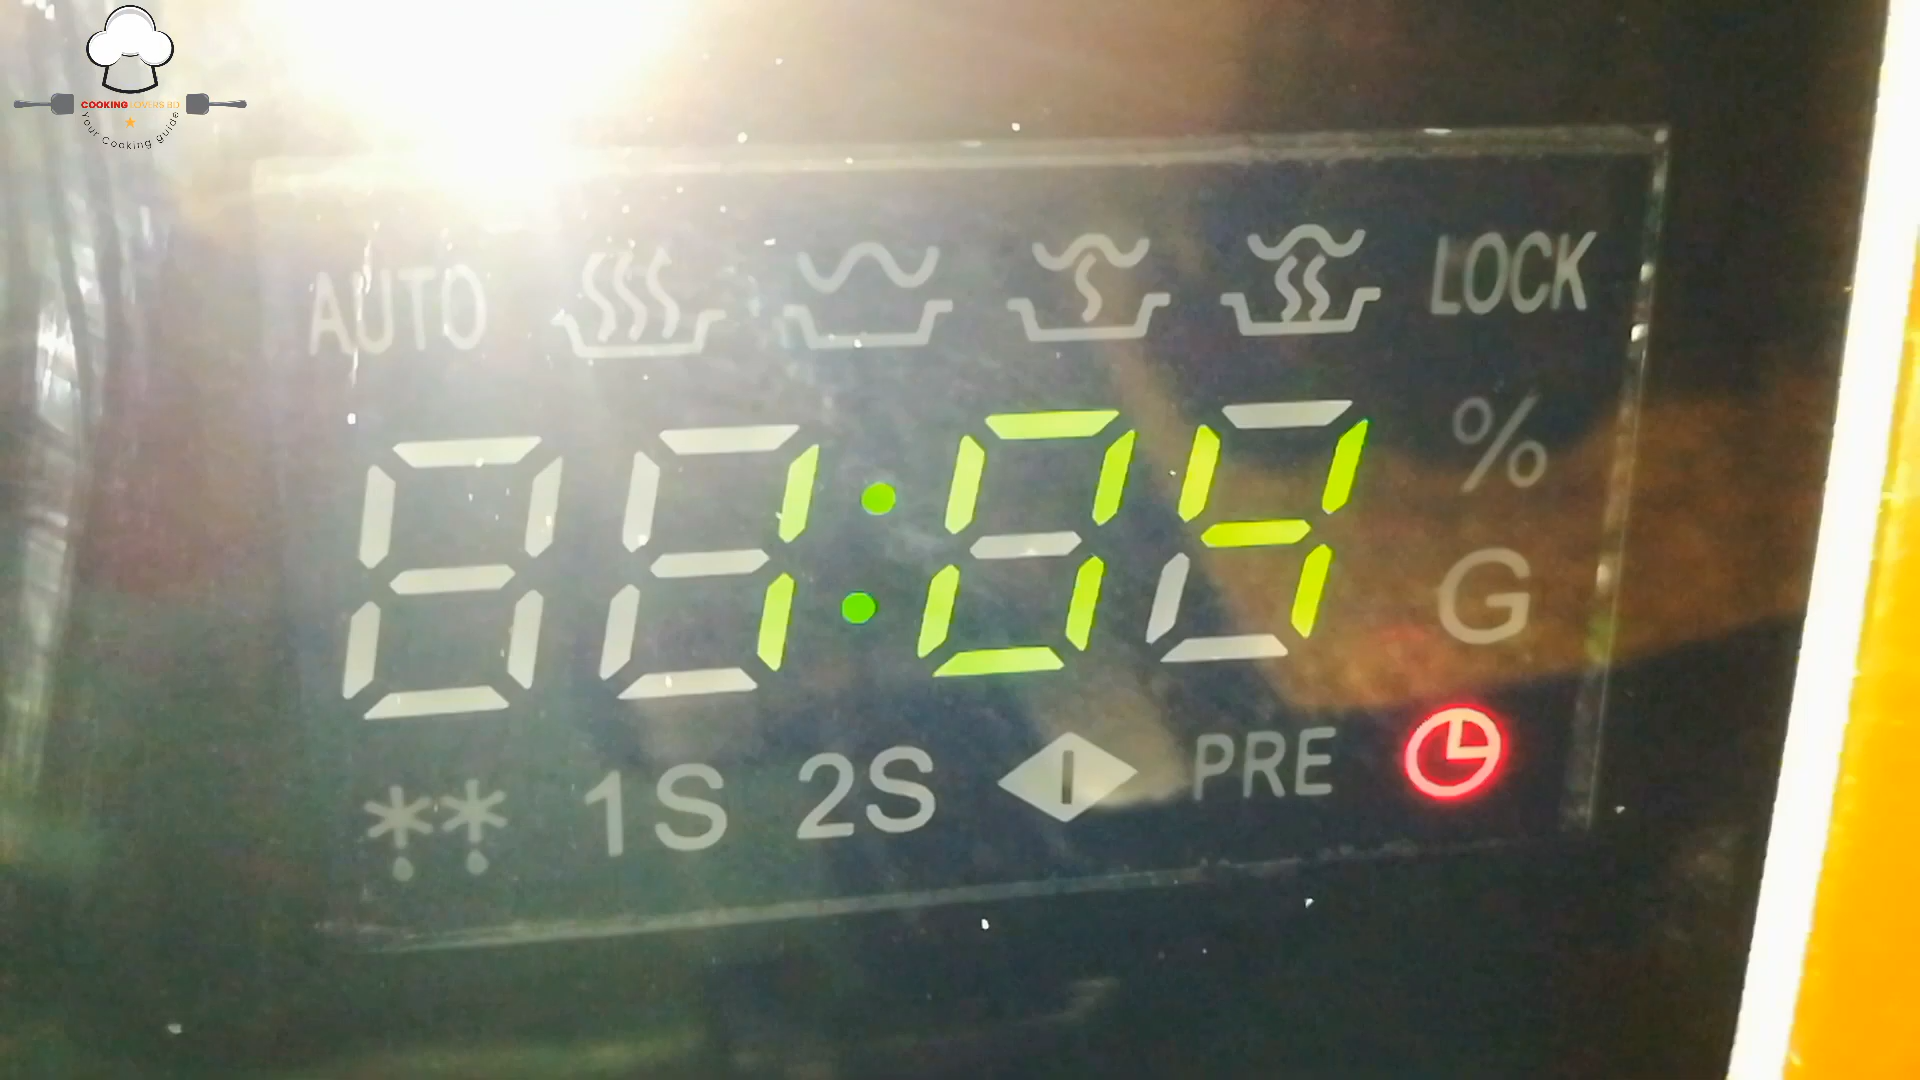 COOKING LOVERS BD
Your Cooking guide
AUTO LOCK
1:04 %
G
1S 2S PRE